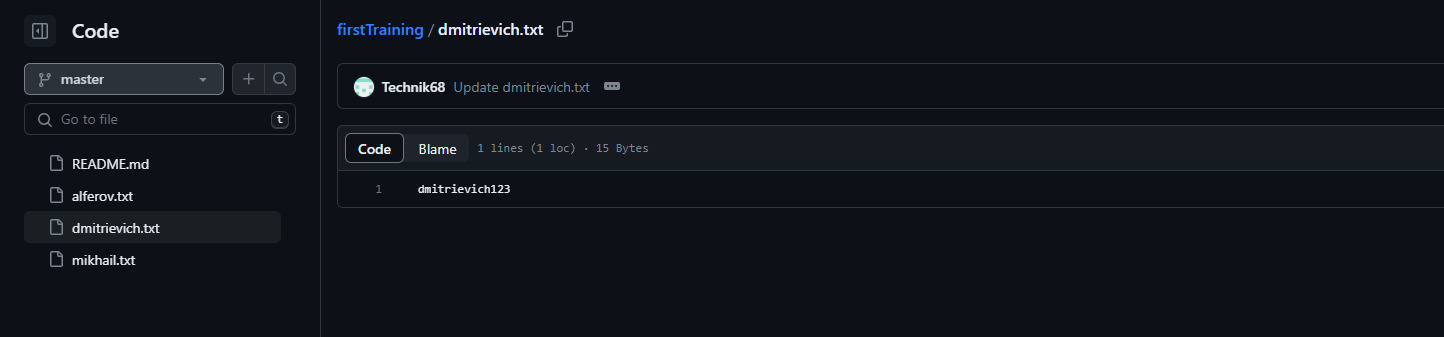 Code
master
Go to file
t
README.md
alferov.txt
dmitrievich.txt
mikhail.txt
firstTraining / dmitrievich.txt
Technik68 Update dmitrievich.txt
Code Blame 1 lines (1 loc) · 15 Bytes
1 dmitrievich123